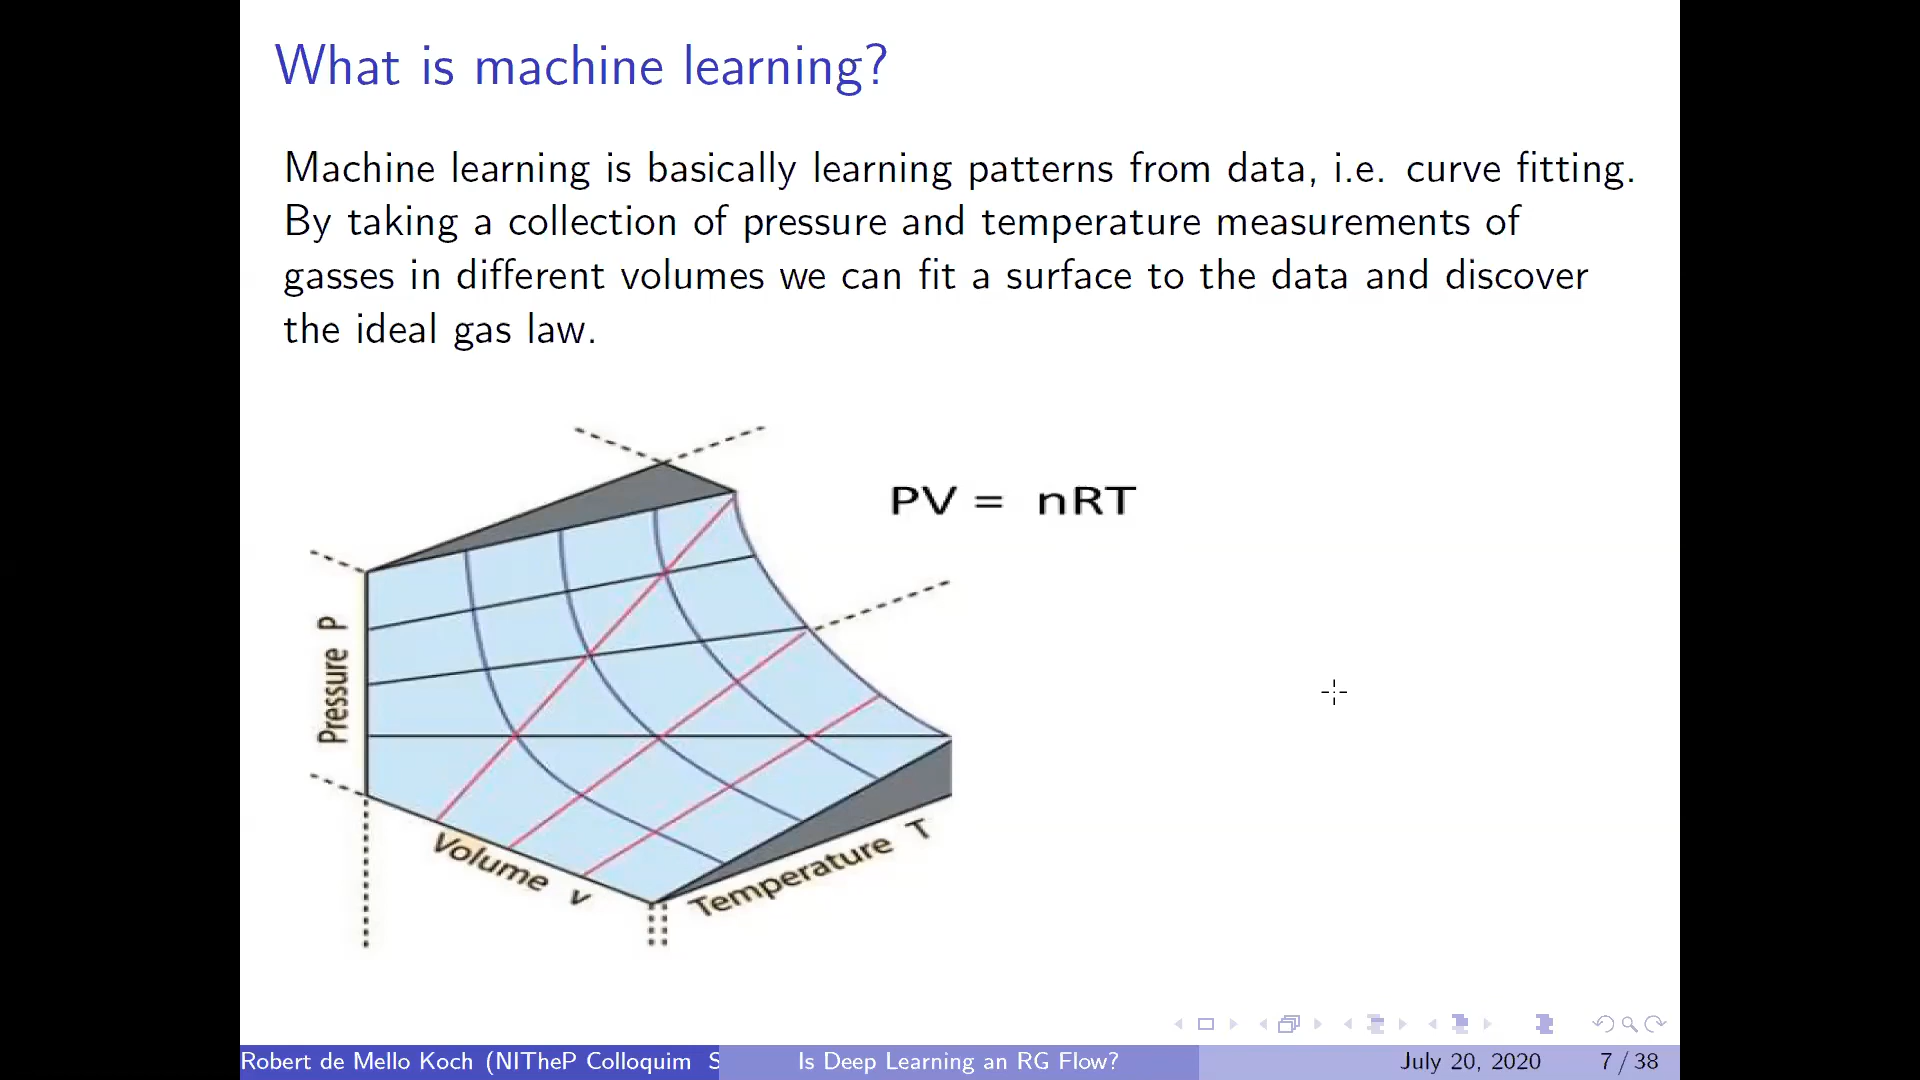 What is machine learning?
Machine learning is basically learning patterns from data, i.e. curve fitting.
By taking a collection of pressure and temperature measurements of
gasses in different volumes we can fit a surface to the data and discover
the ideal gas law.
PV = nRT
Pressure P
Volume v
Temperature T
Robert de Mello Koch (NITheP Colloquim S
Is Deep Learning an RG Flow?
July 20, 2020
7 / 38